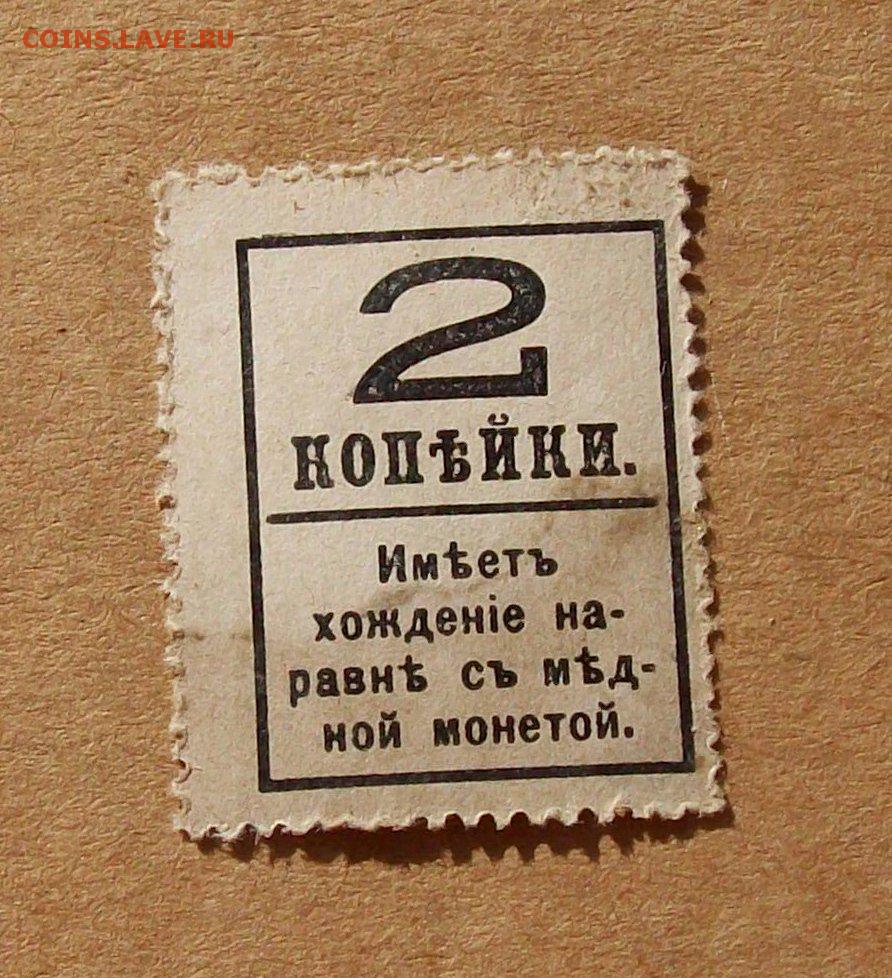 COINS.LAVE.RU
2
КОПѢЙКИ.
Имѣетъ
хожденіе на-
равнѣ съ мѣд-
ной монетой.